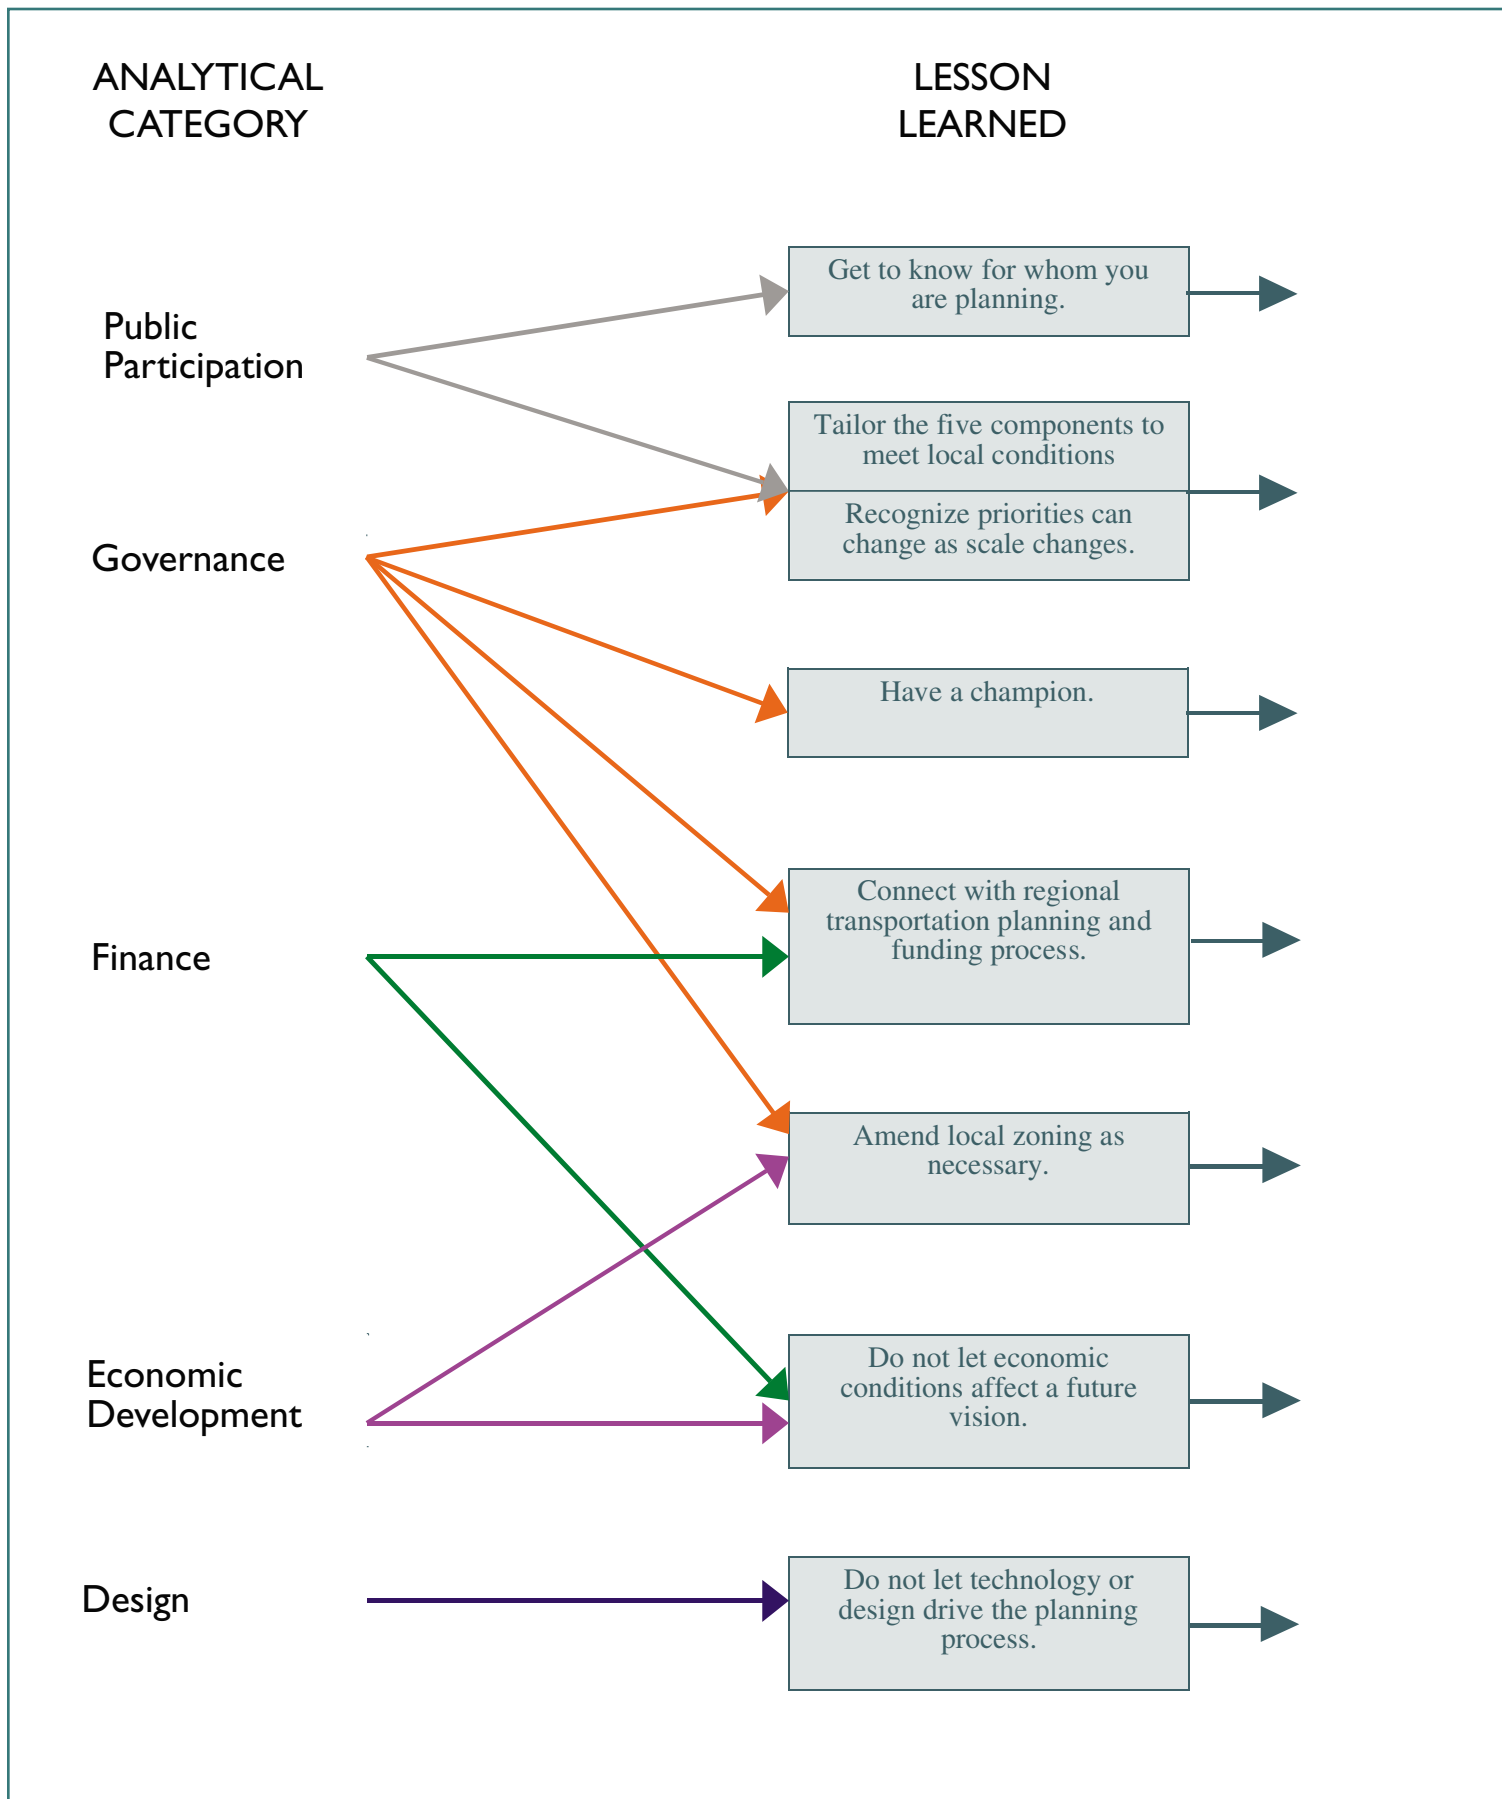 ANALYTICAL
CATEGORY
LESSON
LEARNED
Public
Participation
Get to know for whom you
are planning.
Tailor the five components to
meet local conditions
Recognize priorities can
change as scale changes.
Governance
Have a champion.
Finance
Connect with regional
transportation planning and
funding process.
Amend local zoning as
necessary.
Economic
Development
Do not let economic
conditions affect a future
vision.
Design
Do not let technology or
design drive the planning
process.